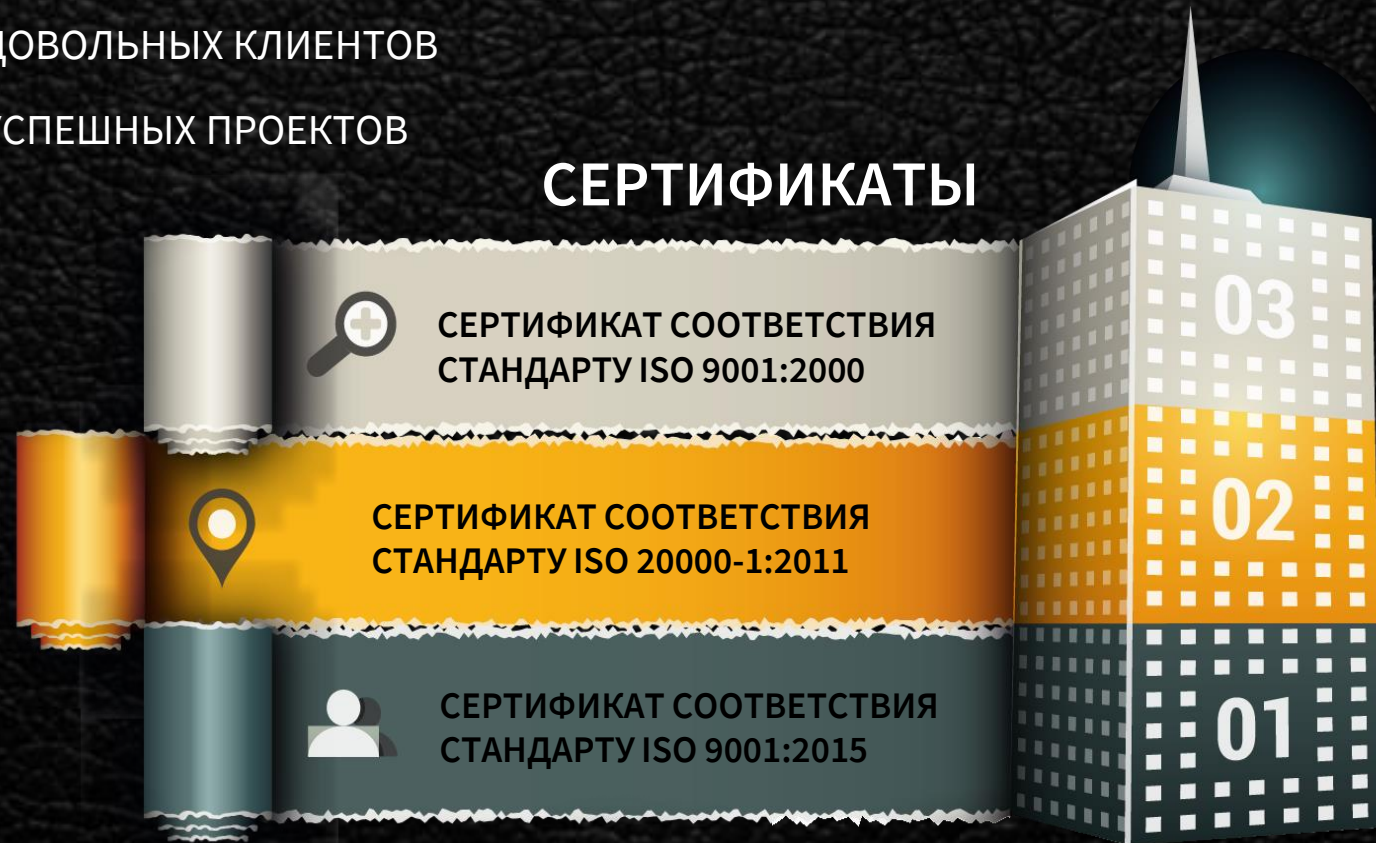 ДОВОЛЬНЫХ КЛИЕНТОВ
УСПЕШНЫХ ПРОЕКТОВ
СЕРТИФИКАТЫ
СЕРТИФИКАТ СООТВЕТСТВИЯ
СТАНДАРТУ ISO 9001:2000
03
СЕРТИФИКАТ СООТВЕТСТВИЯ
СТАНДАРТУ ISO 20000-1:2011
02
СЕРТИФИКАТ СООТВЕТСТВИЯ
СТАНДАРТУ ISO 9001:2015
01